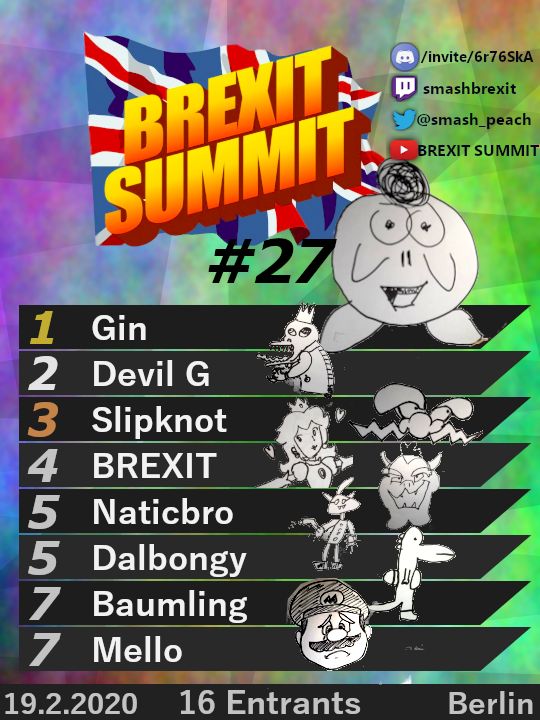 BREXIT
SUMMIT
#27
/invite/6r76SkA
smashbrexit
@smash_peach
BREXIT SUMMIT
1 Gin
2 Devil G
3 Slipknot
4 BREXIT
5 Naticbro
5 Dalbongy
7 Baumling
7 Mello
19.2.2020 16 Entrants Berlin